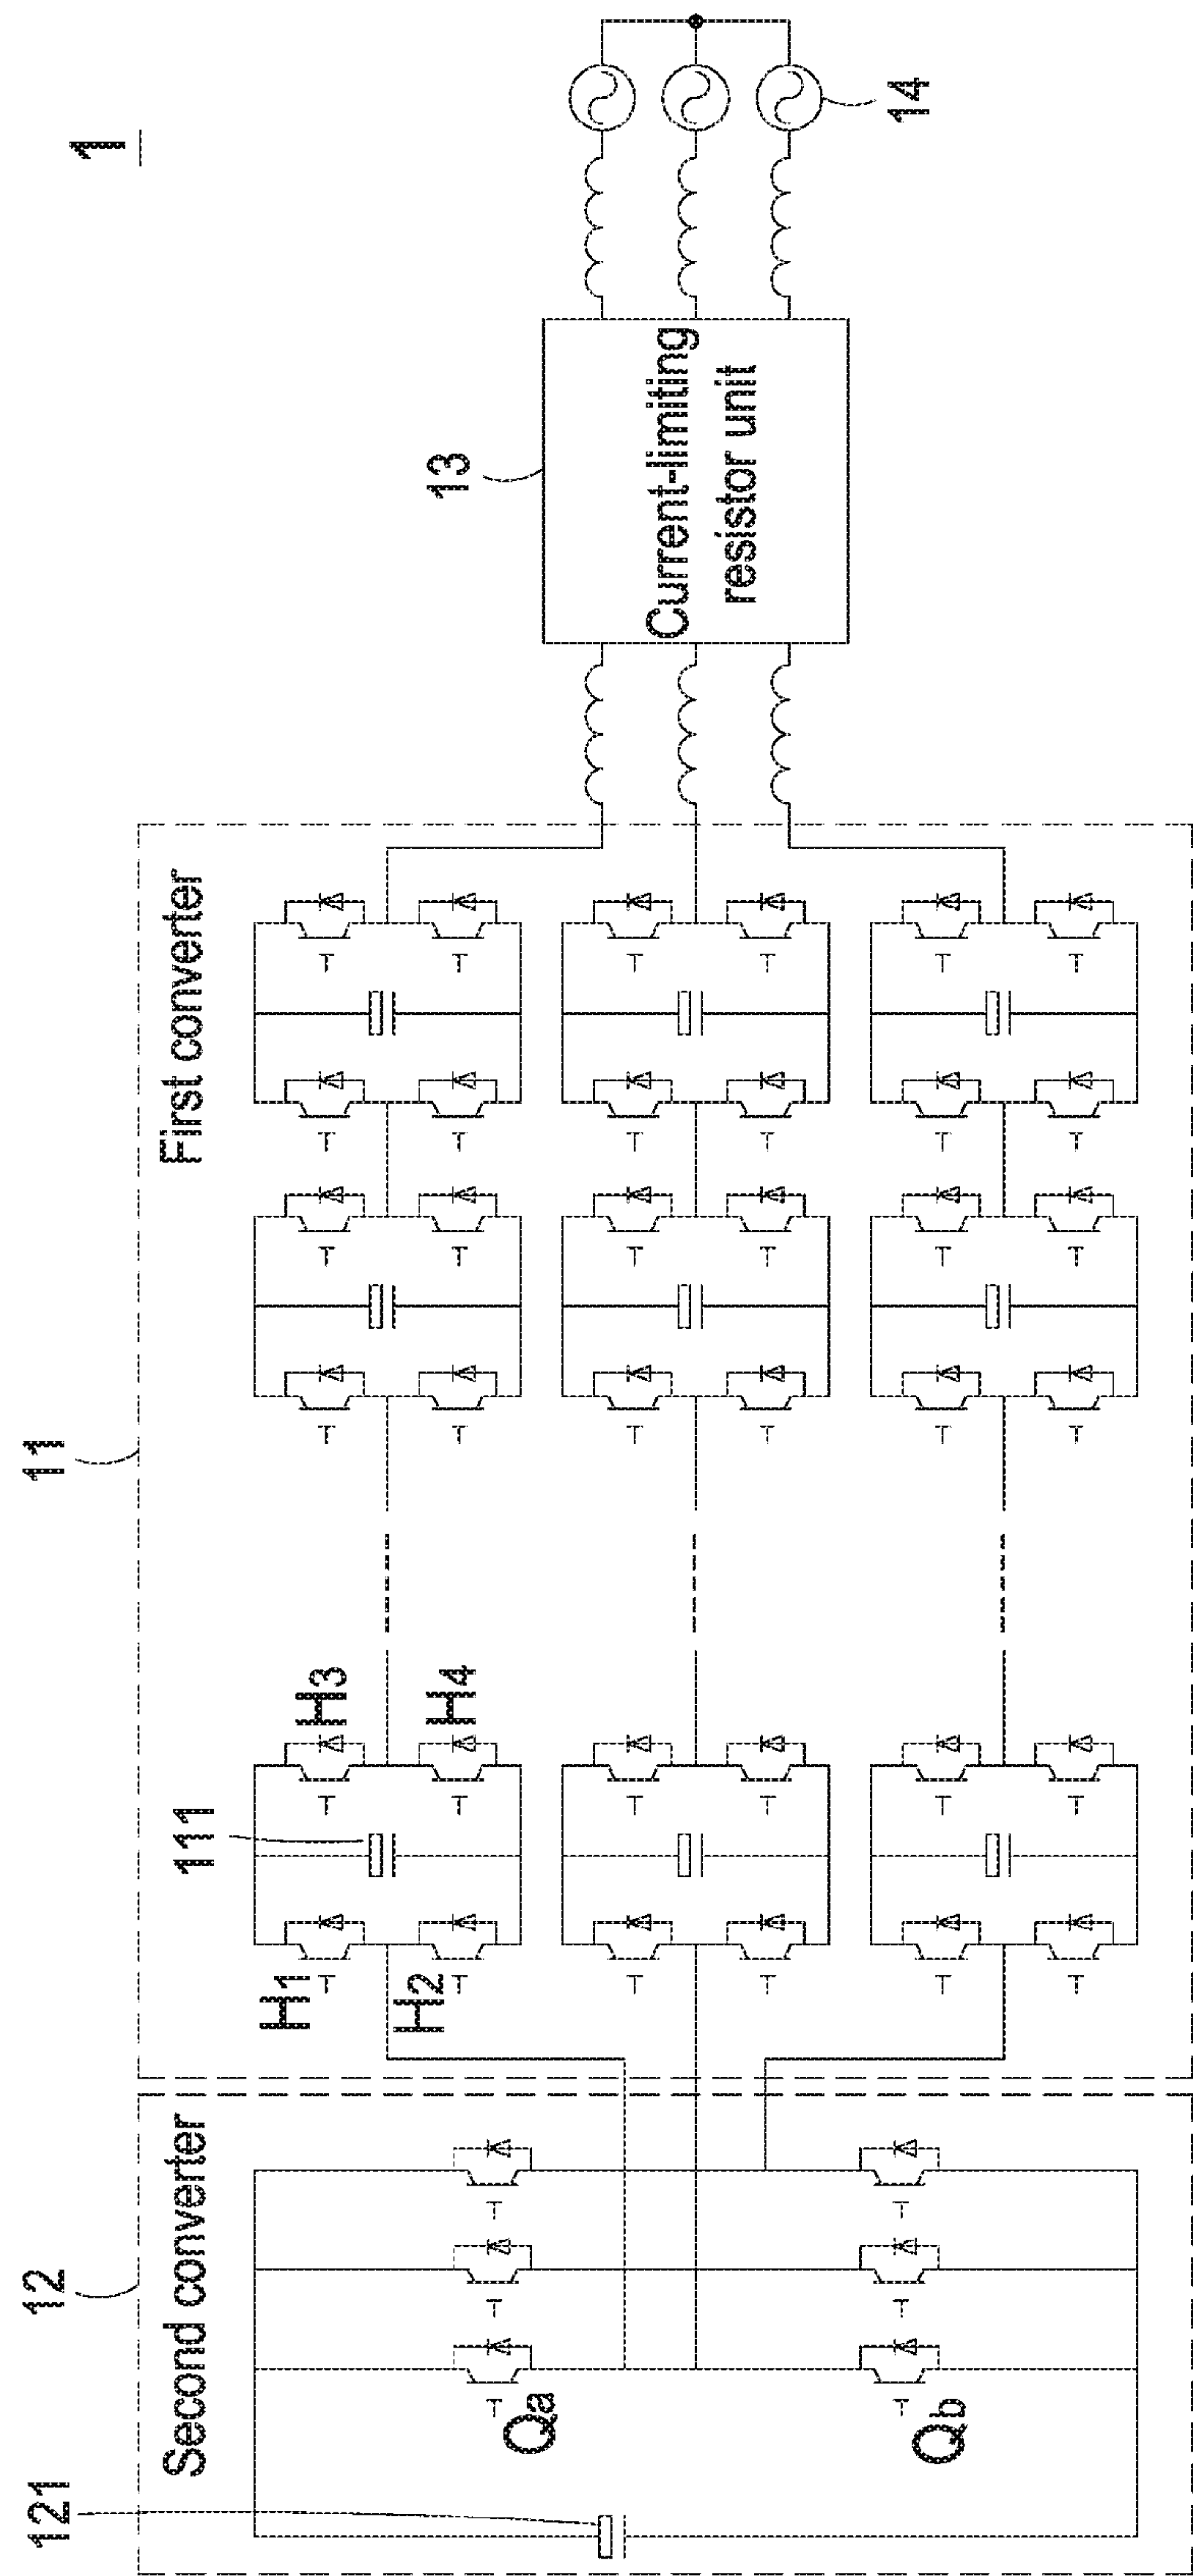 121
12
11
1
Second converter
111
First converter
H1
H3
T
T
T
T
T
T
H2
H4
13
T
T
T
T
T
T
T
T
T
Qa
T
T
T
T
T
T
Current-limiting
resistor unit
T
T
T
T
T
T
T
T
T
14
Qb
T
T
T
T
T
T
T
T
T
T
T
T